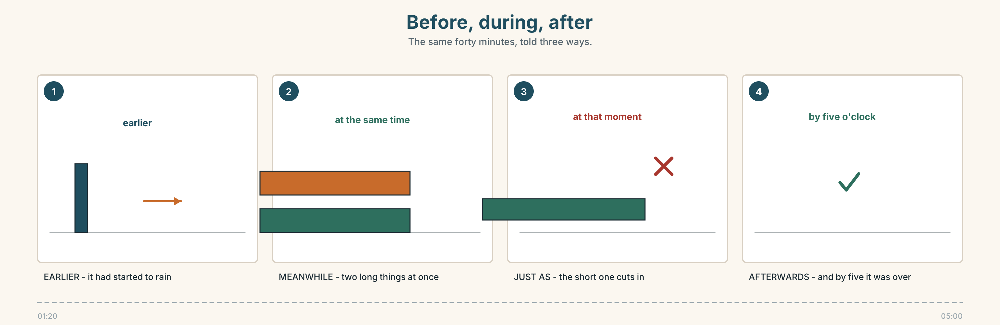 Before, during, after
The same forty minutes, told three ways.
1
earlier
EARLIER - it had started to rain
2
at the same time
MEANWHILE - two long things at once
3
at that moment
JUST AS - the short one cuts in
4
by five o'clock
AFTERWARDS - and by five it was over
01:20
05:00